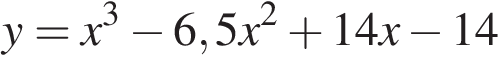 y = x³ − 6,5x² + 14x − 14